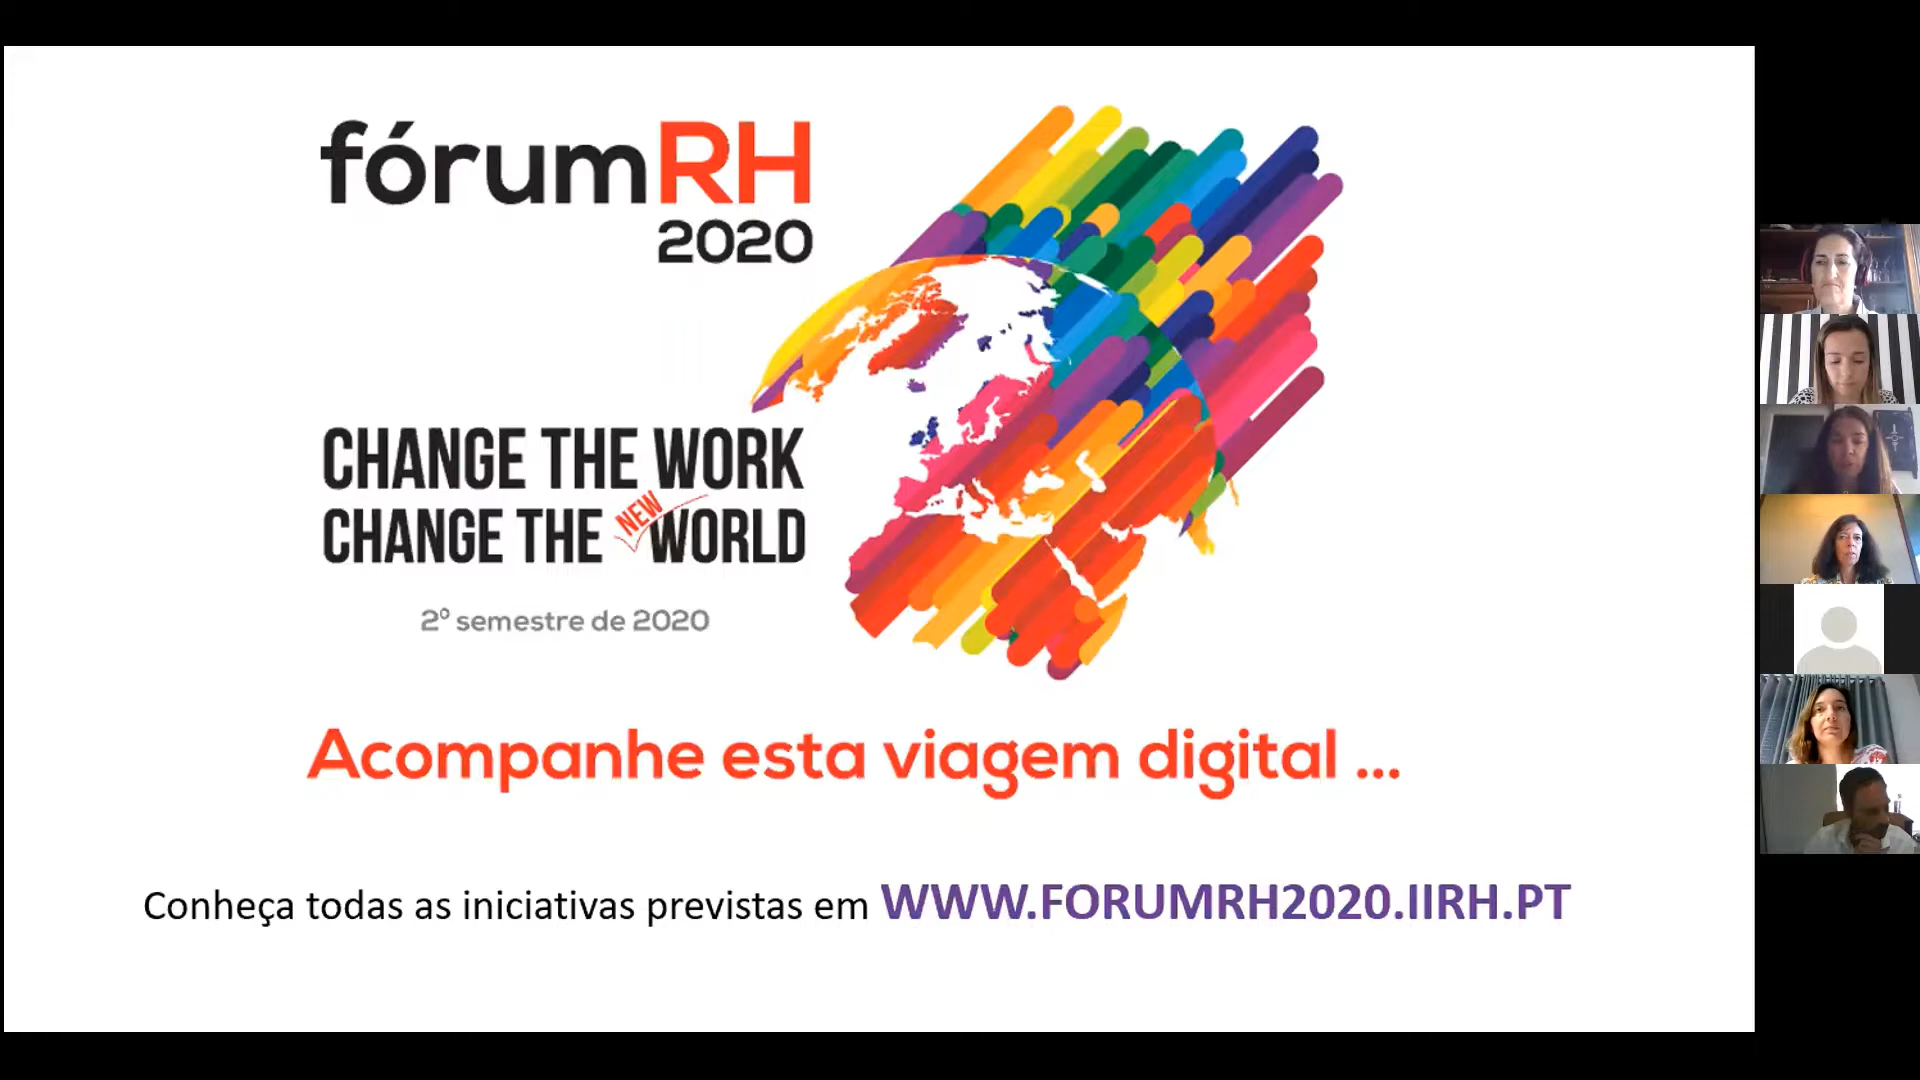 fórumRH
2020
CHANGE THE WORK
CHANGE THE NEW WORLD
2º semestre de 2020
Acompanhe esta viagem digital ...
Conheça todas as iniciativas previstas em WWW.FORUMRH2020.IIRH.PT